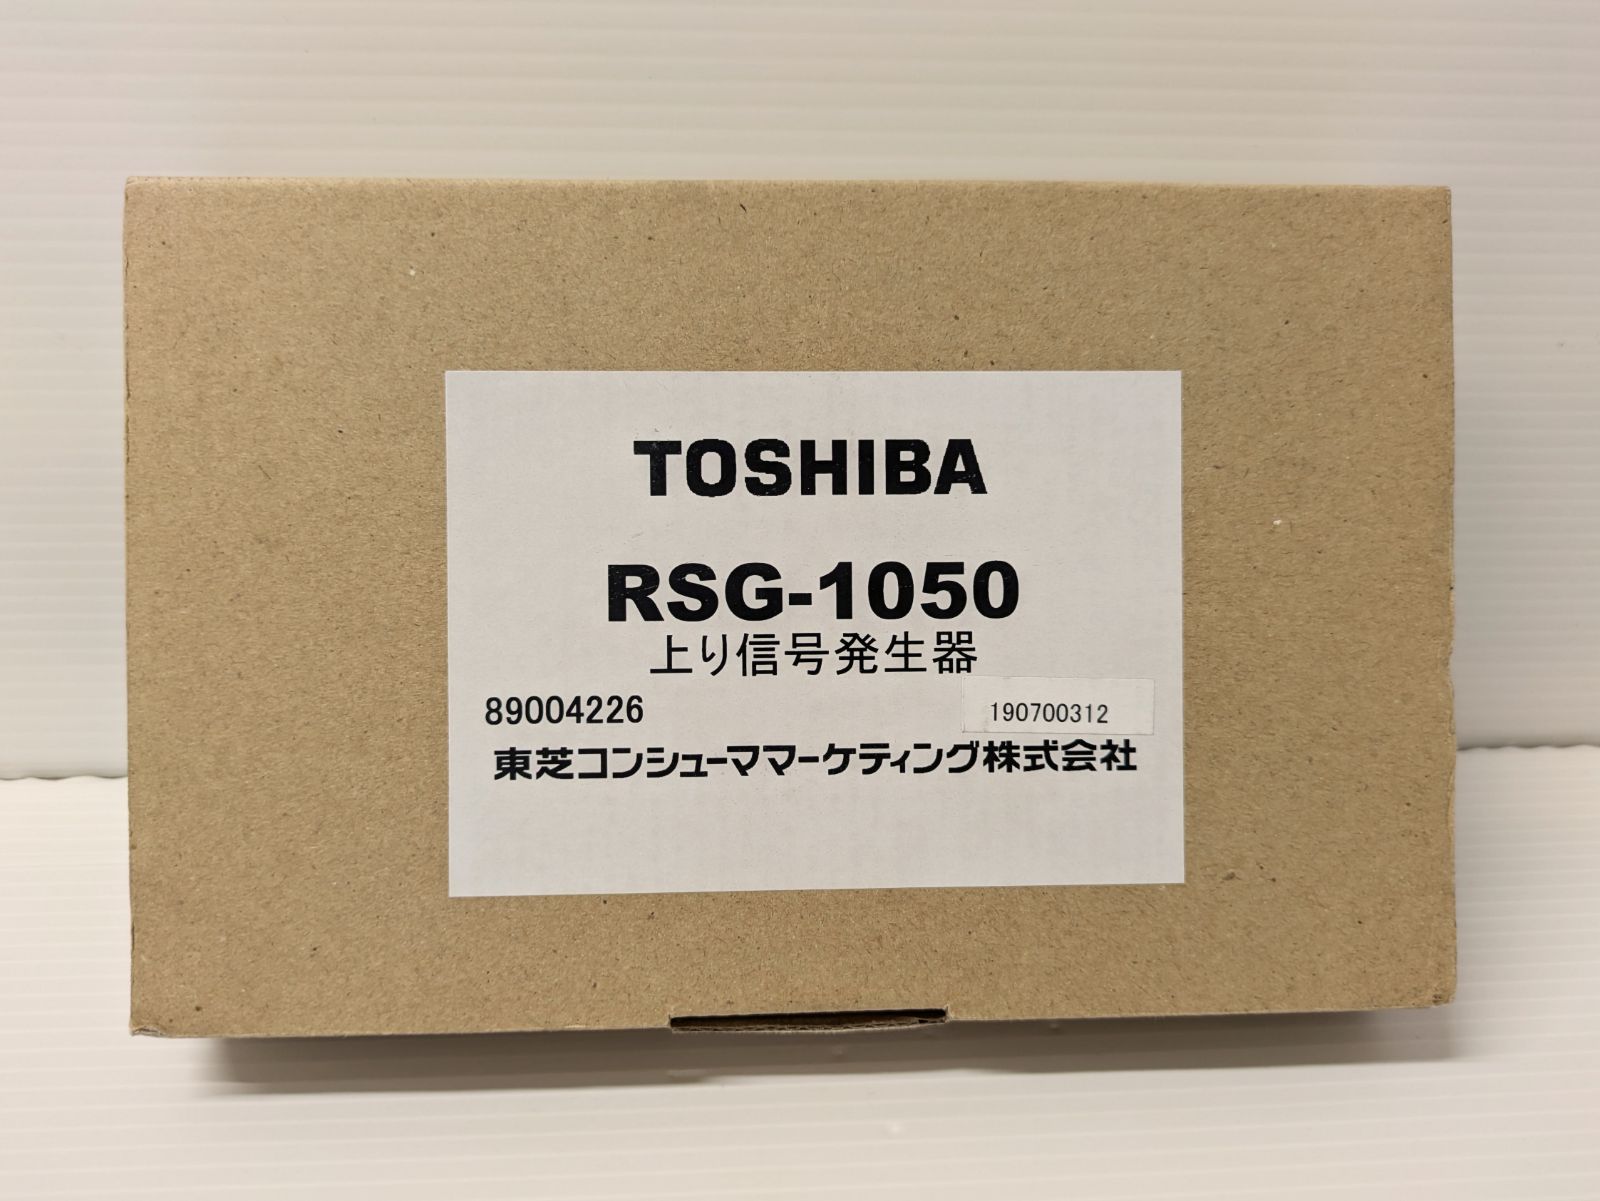 TOSHIBA
RSG-1050
上り信号発生器
89004226 190700312
東芝コンシューママーケティング株式会社